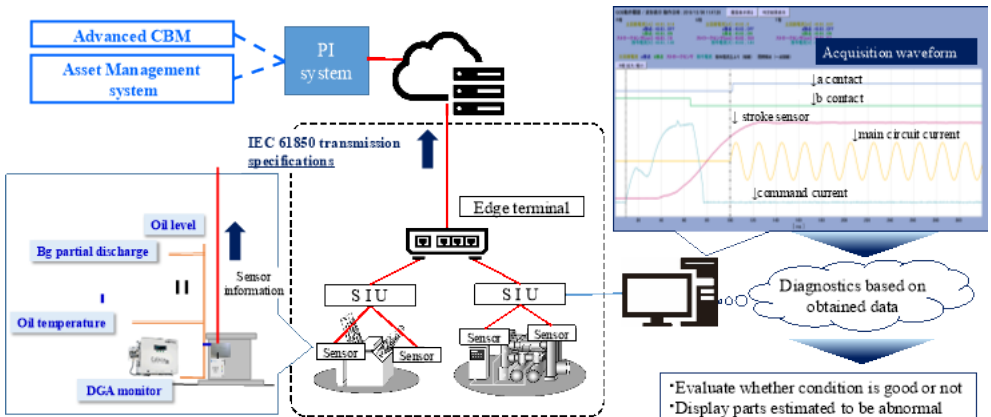 Advanced CBM
Asset Management
system
PI
system
IEC 61850 transmission
specifications
Edge terminal
SIU
SIU
Sensor
Sensor
Sensor
Sensor
Oil level
Bg partial discharge
Sensor
information
Oil temperature
DGA monitor
Acquisition waveform
↓a contact
↓b contact
↓ stroke sensor
↓main circuit current
↓command current
Diagnostics based on
obtained data
・Evaluate whether condition is good or not
・Display parts estimated to be abnormal